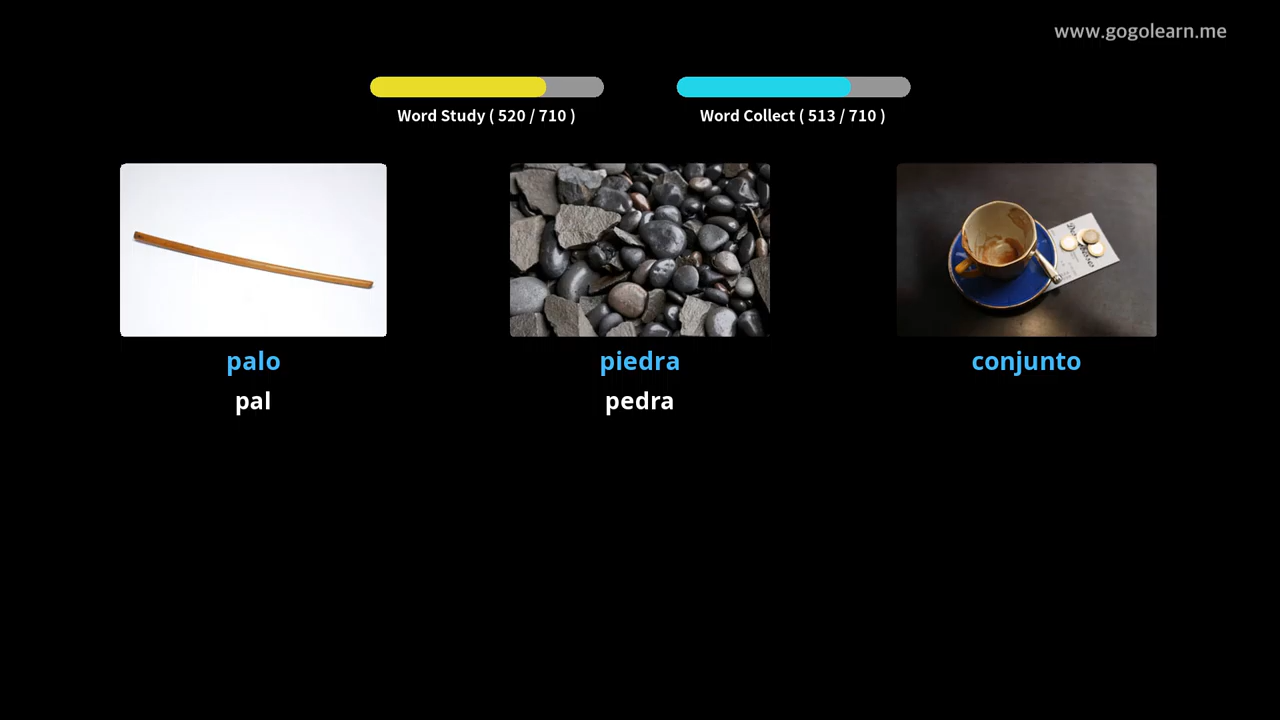 www.gogolearn.me
Word Study ( 520 / 710 )
Word Collect ( 513 / 710 )
palo
piedra
conjunto
pal
pedra